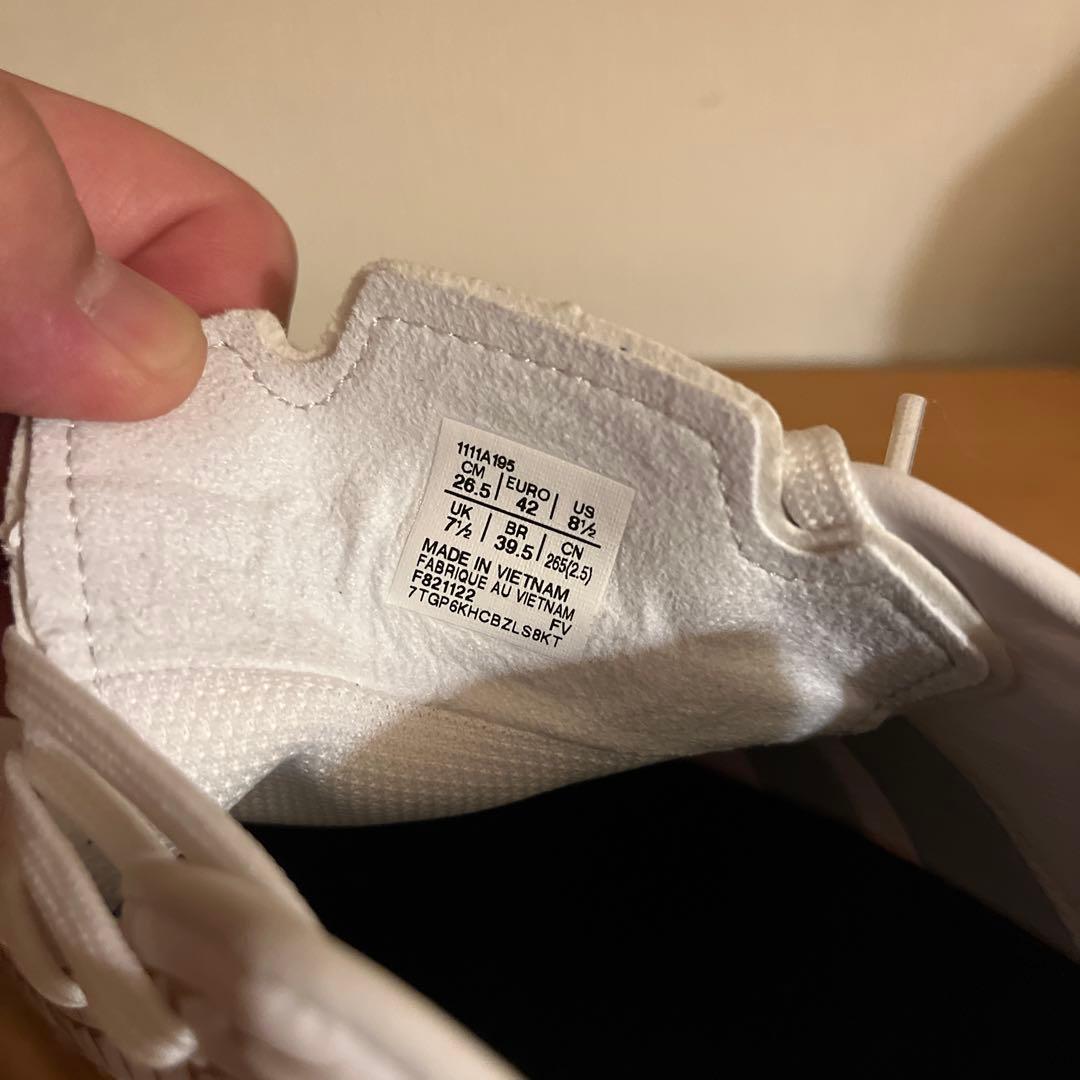 1111A195
CM EURO US
26.5 42 8½
UK BR CN
7½ 39.5 265(2.5)
MADE IN VIETNAM
FABRIQUE AU VIETNAM
F821122 FV
7TGP6KHCBZLS8KT